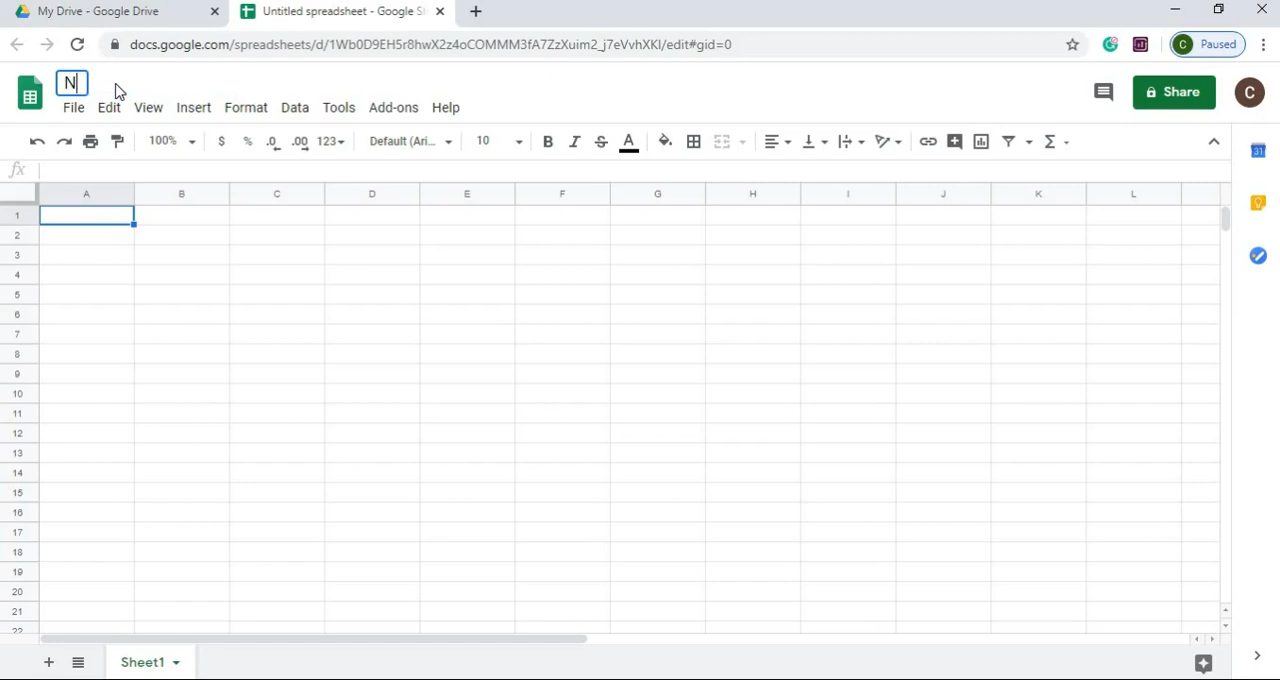 My Drive - Google Drive
Untitled spreadsheet - Google S
docs.google.com/spreadsheets/d/1Wb0D9EH5r8hwX2z4oCOMMM3fA7ZzXuim2_j7eVvhXKI/edit#gid=0
C Paused
N
File Edit View Insert Format Data Tools Add-ons Help
Share
C
100% $ % .0 .00 123 Default (Ari... 10 B I S A Σ
31
fx
A B C D E F G H I J K L
1
2
3
4
5
6
7
8
9
10
11
12
13
14
15
16
17
18
19
20
21
22
+ Sheet1